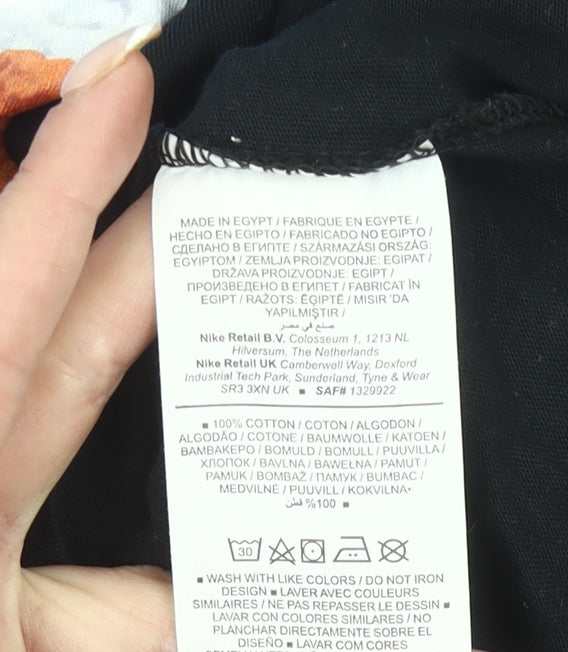 MADE IN EGYPT / FABRIQUE EN EGYPTE /
HECHO EN EGIPTO / FABRICADO NO EGIPTO /
СДЕЛАНО В ЕГИПТЕ / SZÁRMAZÁSI ORSZÁG:
EGYIPTOM / ZEMLJA PROIZVODNJE: EGIPAT /
DRŽAVA PROIZVODNJE: EGIPT /
ПРОИЗВЕДЕНО В ЕГИПЕТ / FABRICAT ÎN
EGIPT / RAŽOTS: ĒĢIPTĒ / MISIR 'DA
YAPILMIŞTIR /
صنع في مصر
Nike Retail B.V. Colosseum 1, 1213 NL
Hilversum, The Netherlands
Nike Retail UK Camberwell Way, Doxford
Industrial Tech Park, Sunderland, Tyne & Wear
SR3 3XN UK ■ SAF# 1329922
■ 100% COTTON / COTON / ALGODON /
ALGODÃO / COTONE / BAUMWOLLE / KATOEN /
ΒΑΜΒΑΚΕΡΟ / BOMULD / BOMULL / PUUVILLA /
ХЛОПОК / BAVLNA / BAWEŁNA / PAMUT /
PAMUK / BOMBAŽ / ПАМУК / BUMBAC /
MEDVILNĖ / PUUVILL / KOKVILNA•
■ 100% قطن
30
■ WASH WITH LIKE COLORS / DO NOT IRON
DESIGN ■ LAVER AVEC COULEURS
SIMILAIRES / NE PAS REPASSER LE DESSIN ■
LAVAR CON COLORES SIMILARES / NO
PLANCHAR DIRECTAMENTE SOBRE EL
DISEÑO ■ LAVAR COM CORES